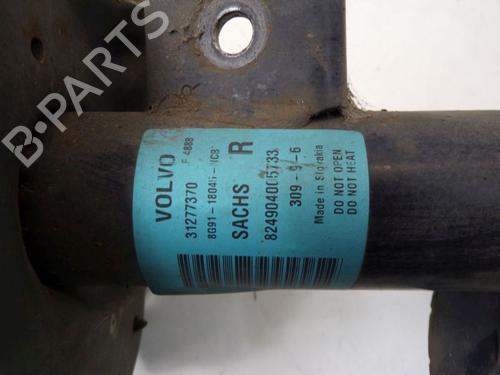 VOLVO F 4888
31277370
8G91-18045-
SACHS R
824904005733
309 - 9 - 6
Made in Slovakia
DO NOT OPEN
DO NOT HEAT
B-PARTS